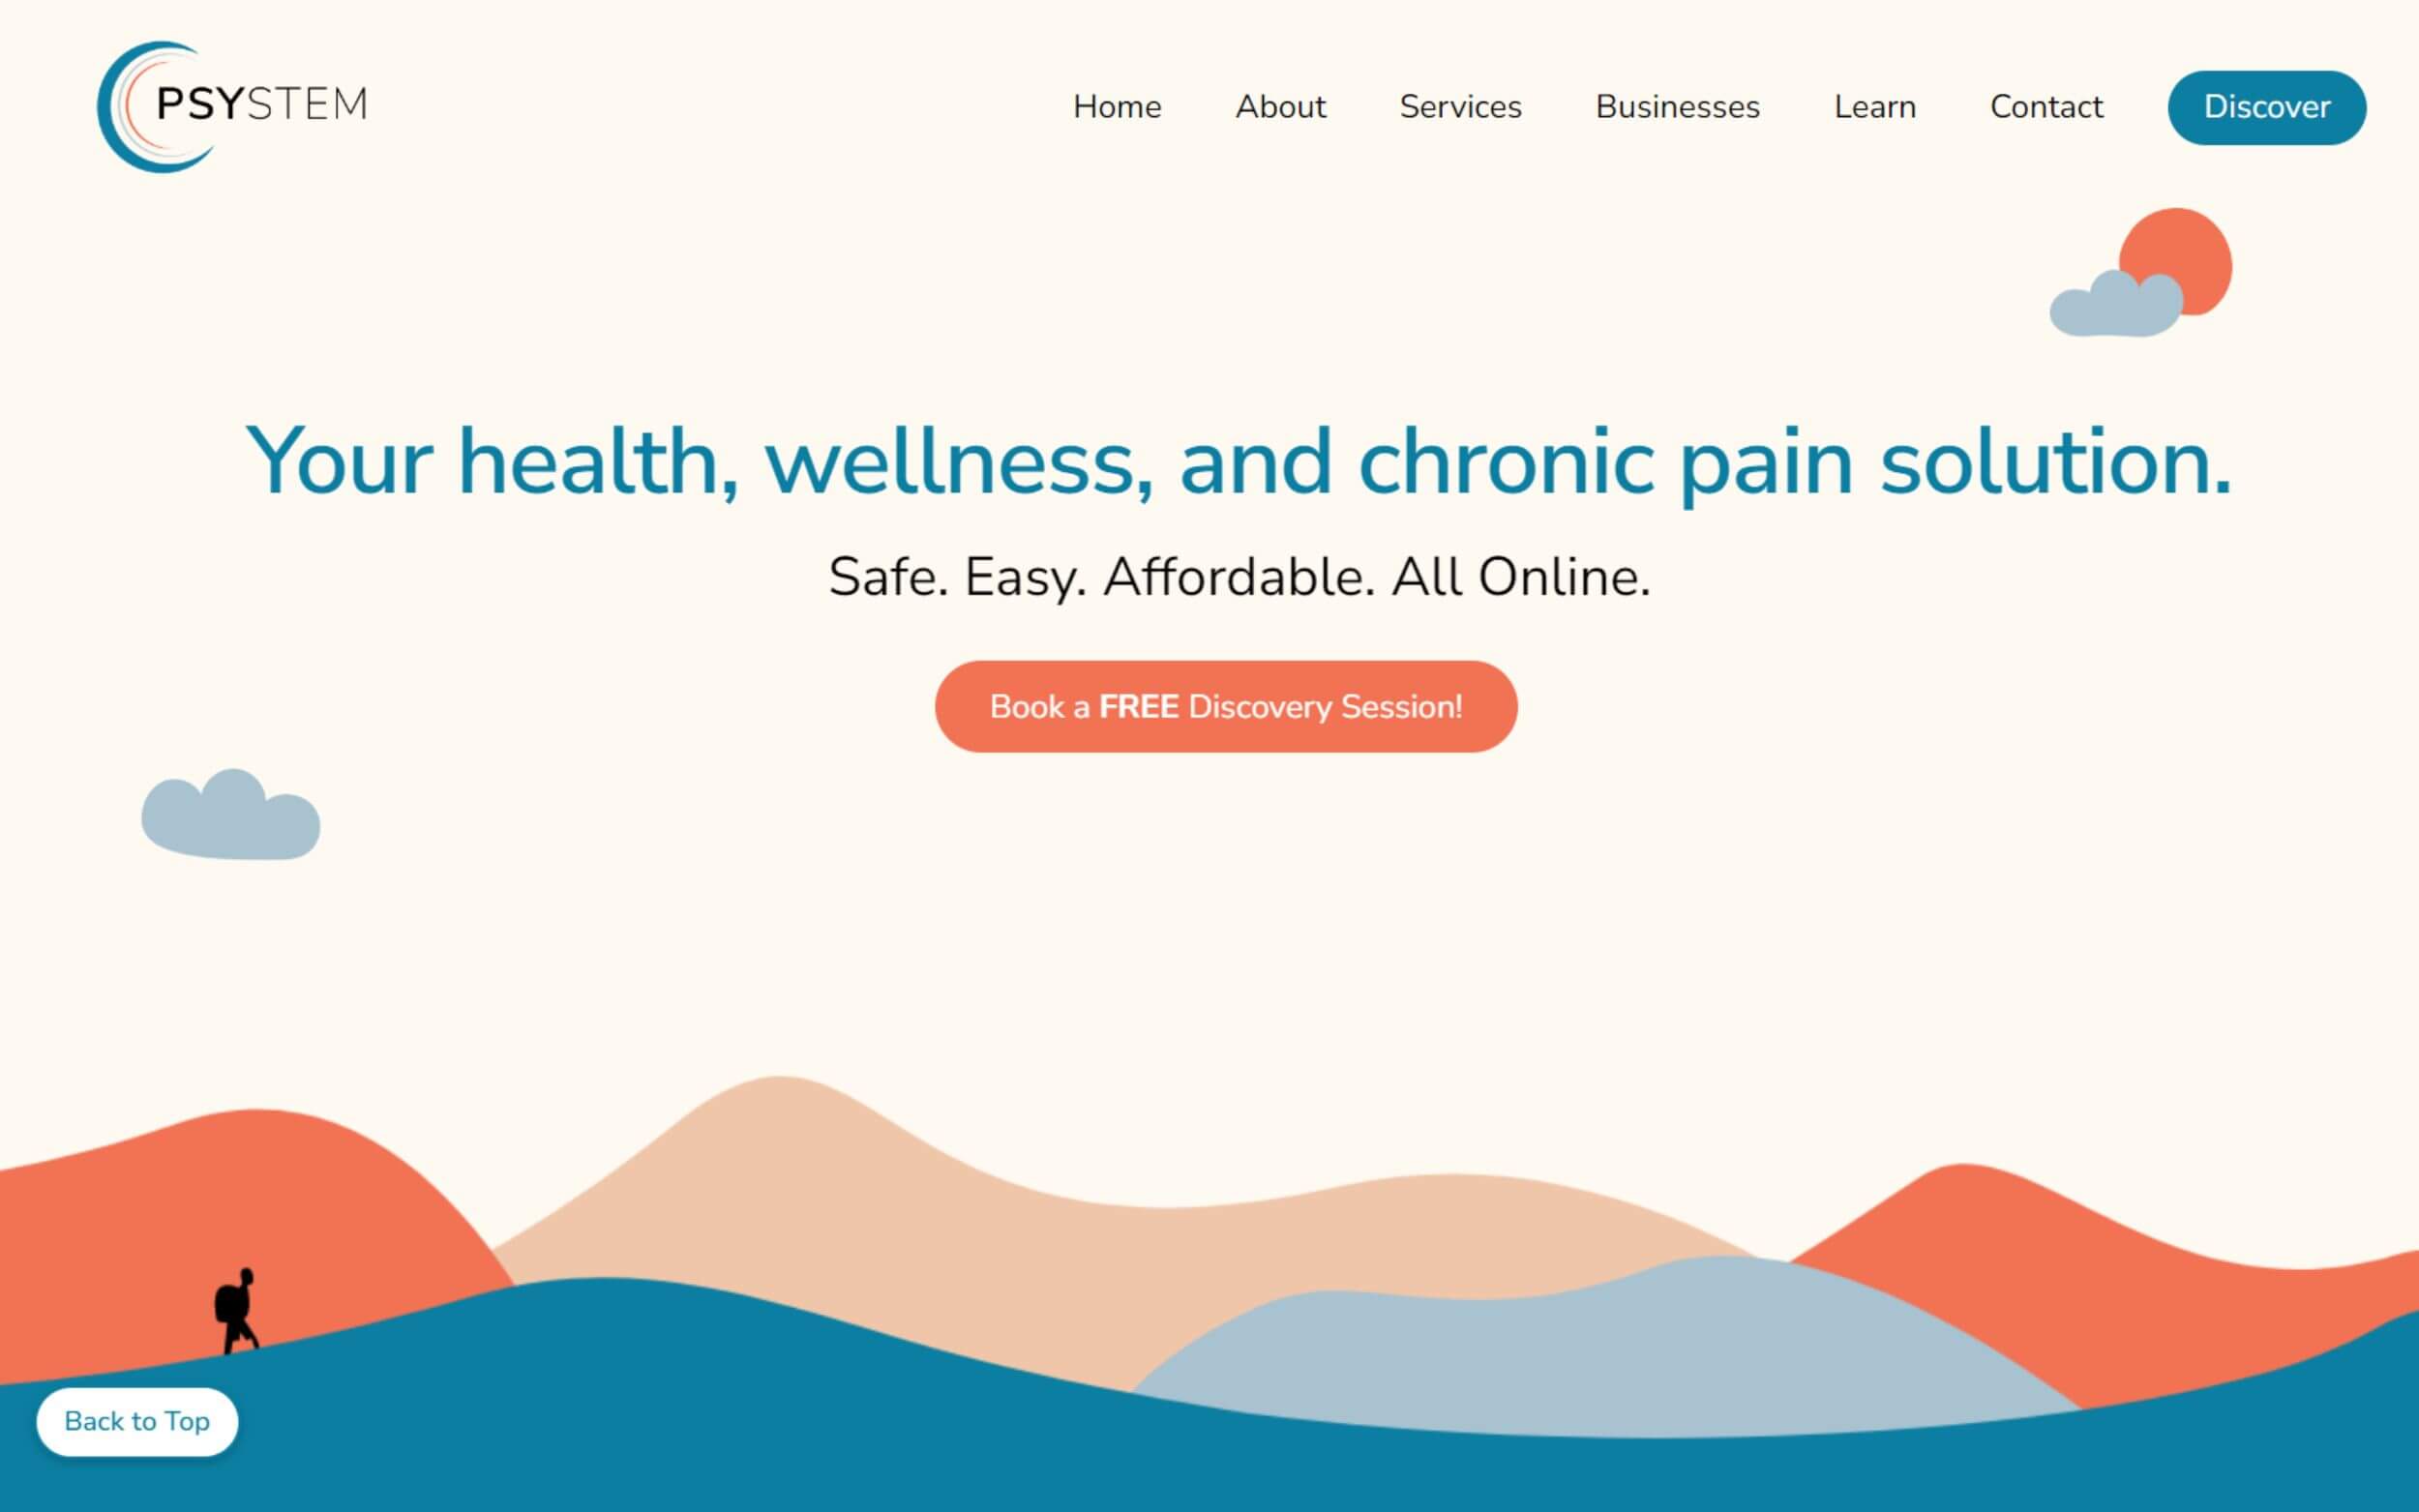 PSYSTEM
Home About Services Businesses Learn Contact Discover
Your health, wellness, and chronic pain solution.
Safe. Easy. Affordable. All Online.
Book a FREE Discovery Session!
Back to Top